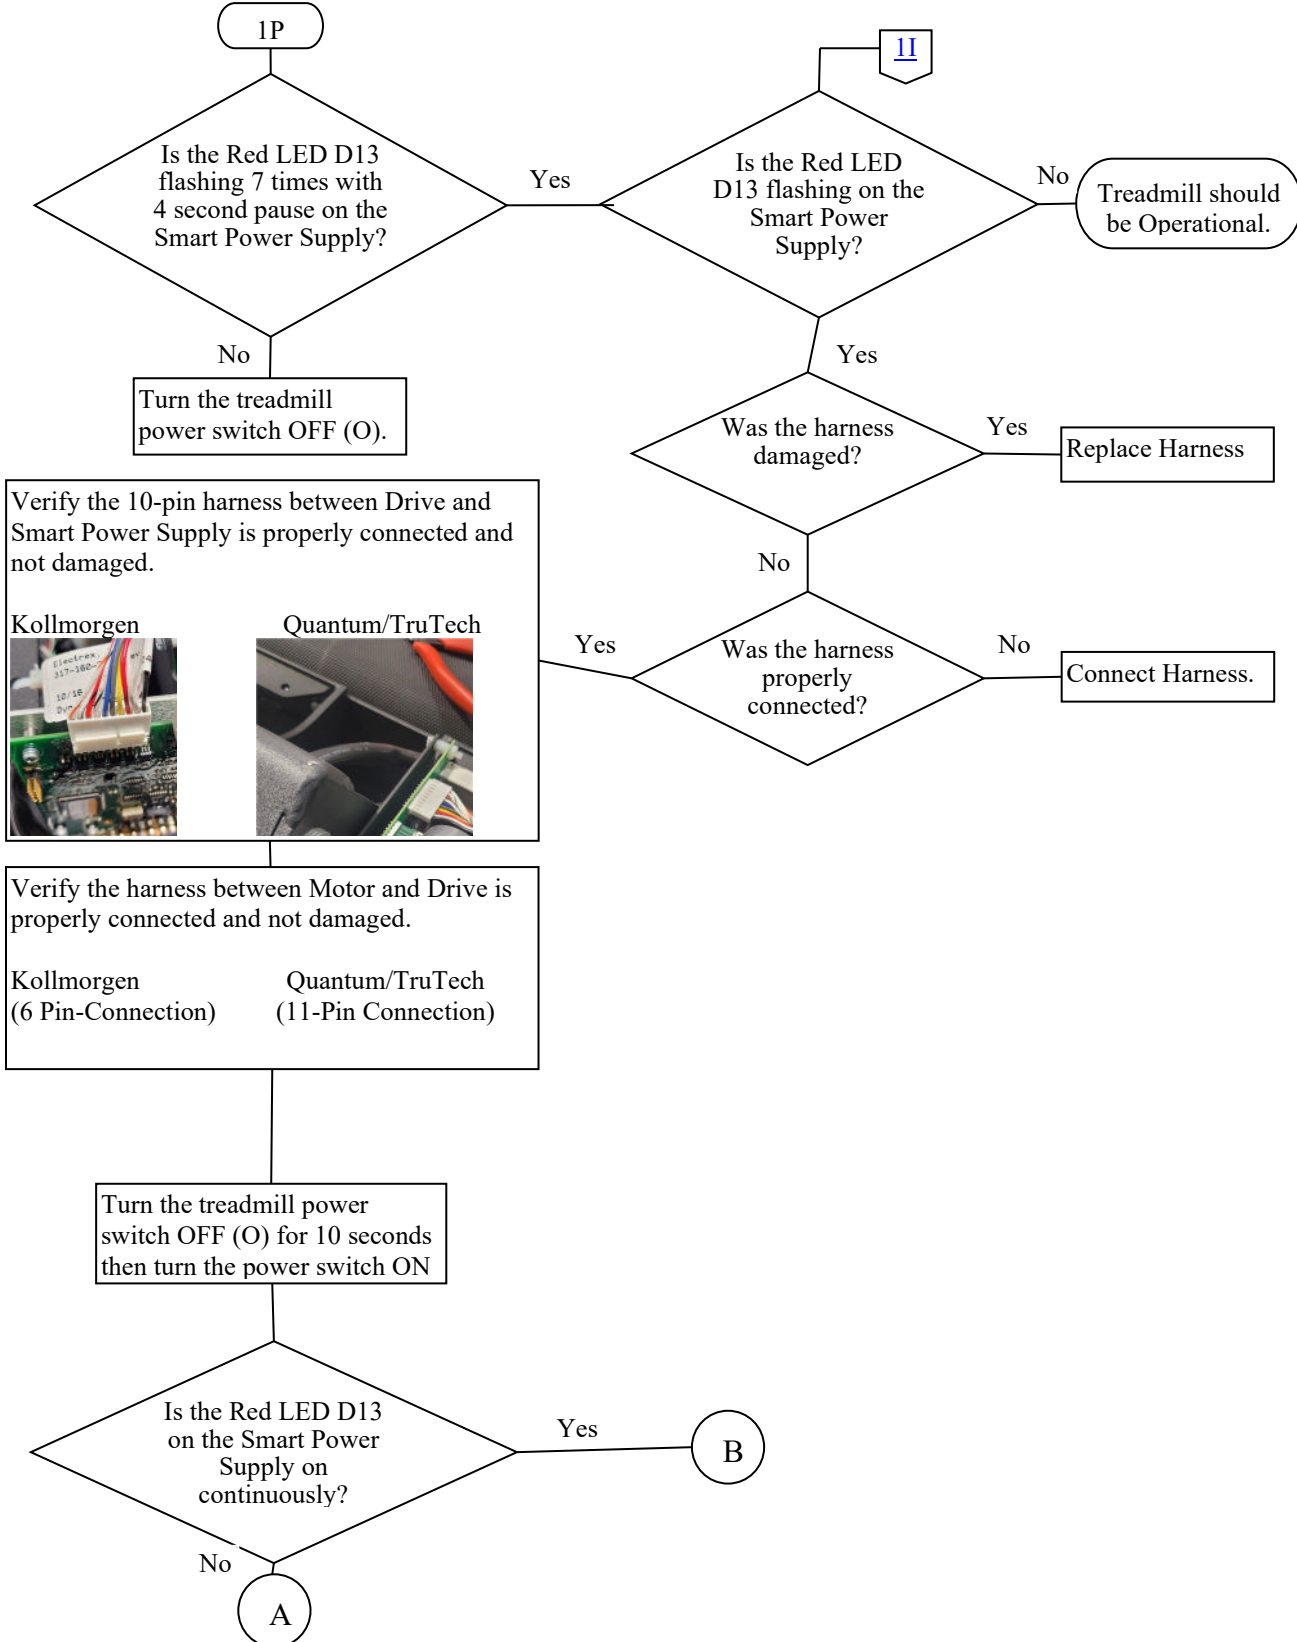 1P
1I
Is the Red LED D13
flashing 7 times with
4 second pause on the
Smart Power Supply?
Yes
Is the Red LED
D13 flashing on the
Smart Power
Supply?
No
Treadmill should
be Operational.
No
Yes
Turn the treadmill
power switch OFF (O).
Was the harness
damaged?
Yes
Replace Harness
Verify the 10-pin harness between Drive and
Smart Power Supply is properly connected and
not damaged.
No
Kollmorgen
Quantum/TruTech
Electrex
10/16
Yes
Was the harness
properly
connected?
No
Connect Harness.
Verify the harness between Motor and Drive is
properly connected and not damaged.
Kollmorgen
Quantum/TruTech
(6 Pin-Connection)
(11-Pin Connection)
Turn the treadmill power
switch OFF (O) for 10 seconds
then turn the power switch ON
Is the Red LED D13
on the Smart Power
Supply on
continuously?
Yes
B
No
A